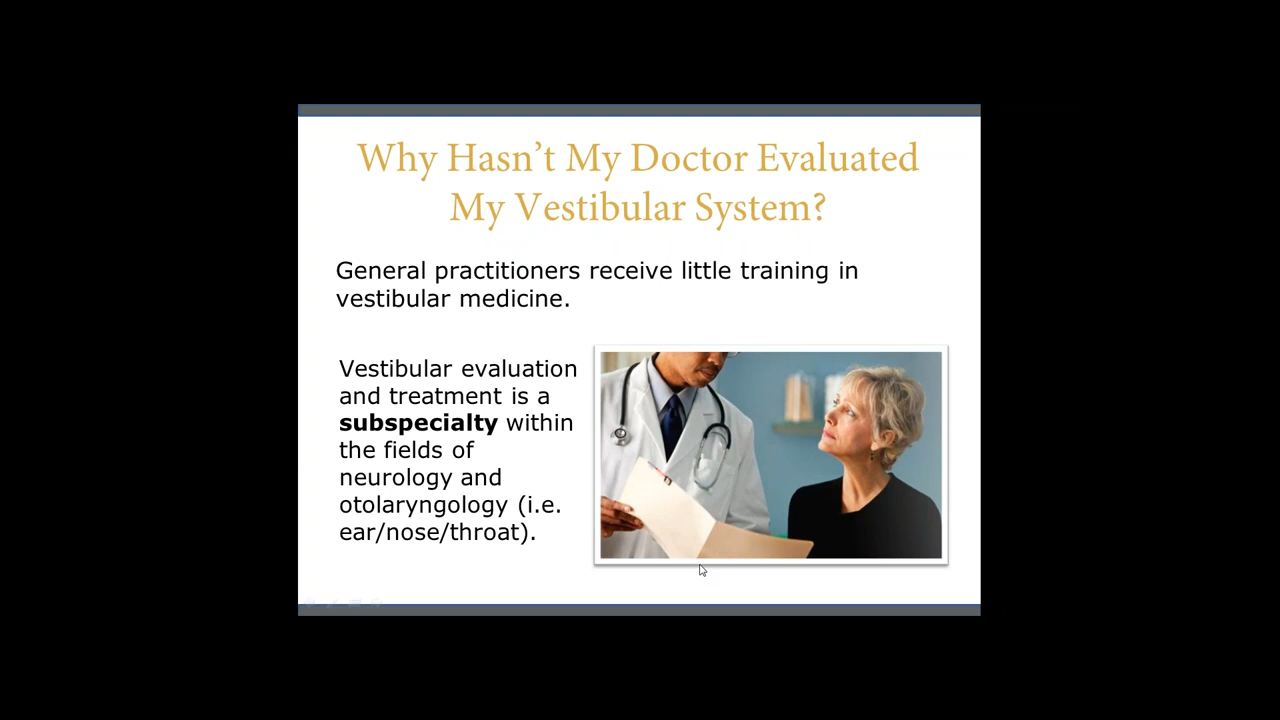 Why Hasn’t My Doctor Evaluated
My Vestibular System?
General practitioners receive little training in
vestibular medicine.
Vestibular evaluation
and treatment is a
subspecialty within
the fields of
neurology and
otolaryngology (i.e.
ear/nose/throat).